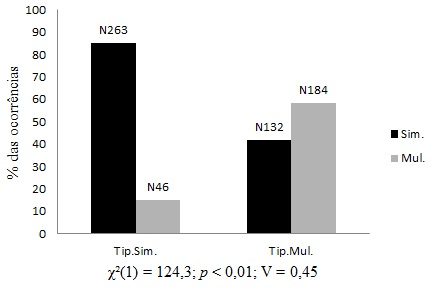 % das ocorrências
100
90
80
70
60
50
40
30
20
10
0
N263
N46
N132
N184
Sim.
Mul.
Tip.Sim.
Tip.Mul.
χ²(1) = 124,3; p < 0,01; V = 0,45